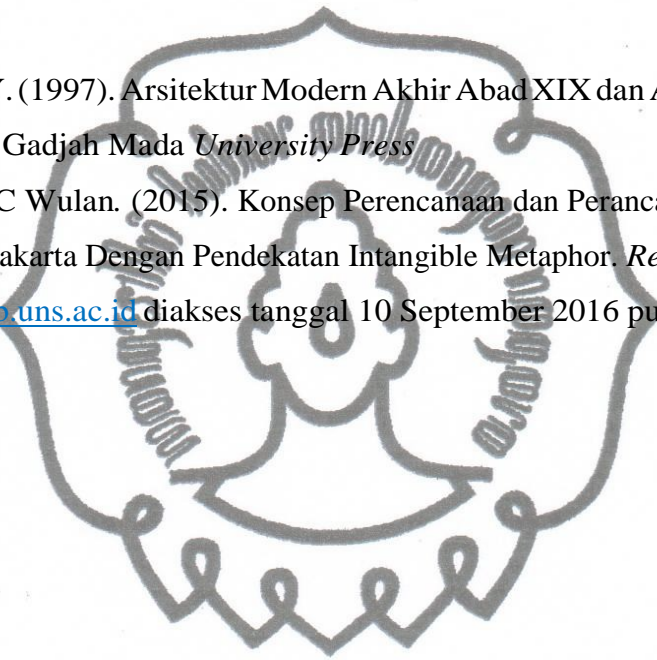 Y. (1997). Arsitektur Modern Akhir Abad XIX dan A
Gadjah Mada University Press
C Wulan. (2015). Konsep Perencanaan dan Peranca
akarta Dengan Pendekatan Intangible Metaphor. Re
b.uns.ac.id diakses tanggal 10 September 2016 pu